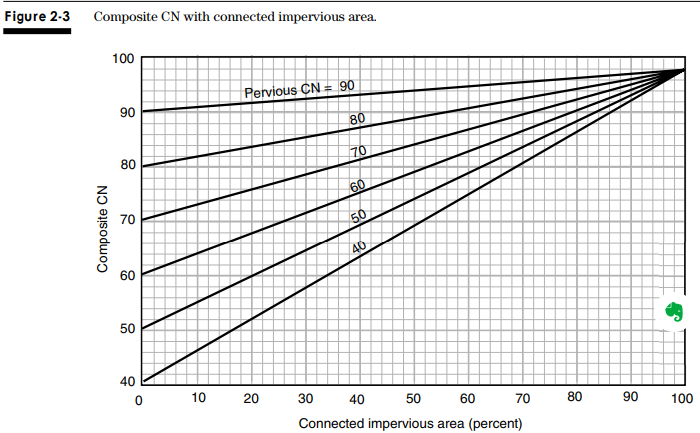 Figure 2-3 Composite CN with connected impervious area.
100
90
80
70
60
50
40
Composite CN
Pervious CN = 90
80
70
60
50
40
0 10 20 30 40 50 60 70 80 90 100
Connected impervious area (percent)